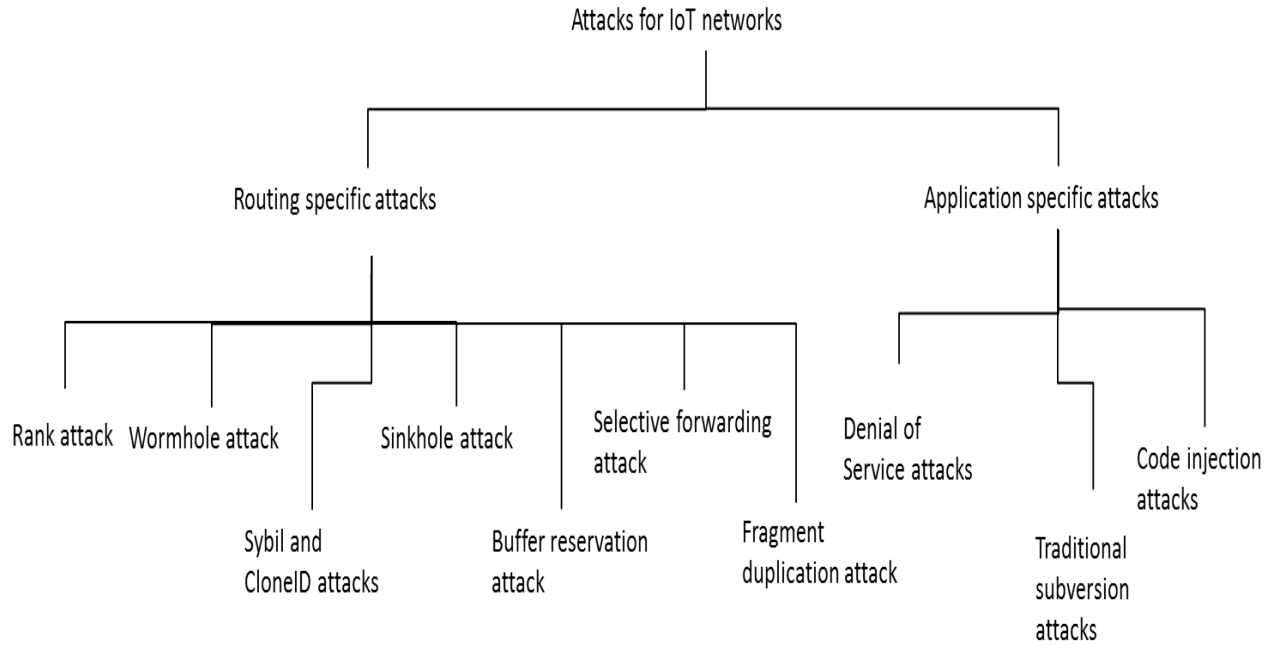 Attacks for IoT networks
Routing specific attacks
Application specific attacks
Rank attack
Wormhole attack
Sybil and
CloneID attacks
Sinkhole attack
Buffer reservation
attack
Selective forwarding
attack
Fragment
duplication attack
Denial of
Service attacks
Traditional
subversion
attacks
Code injection
attacks